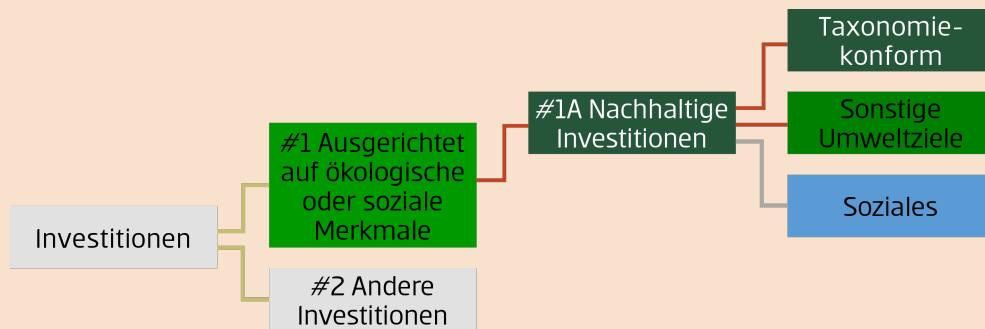 Taxonomie-
konform
#1A Nachhaltige
Investitionen
Sonstige
Umweltziele
#1 Ausgerichtet
auf ökologische
oder soziale
Merkmale
Soziales
Investitionen
#2 Andere
Investitionen